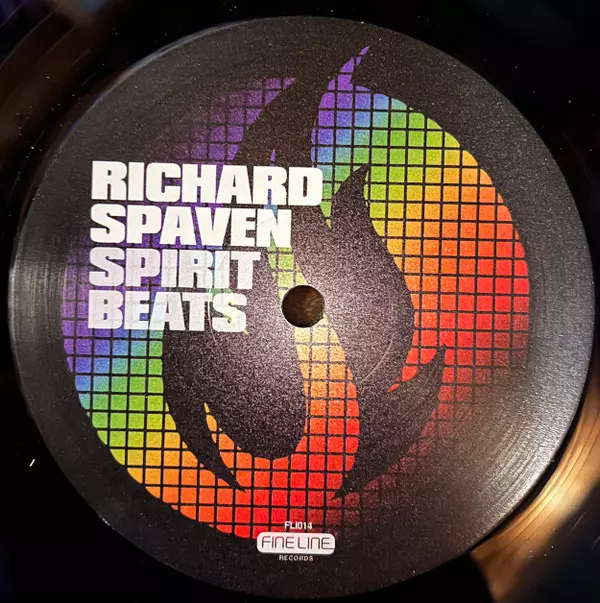 RICHARD
SPAVEN
SPIRIT
BEATS
FLI014
FINE LINE
RECORDS